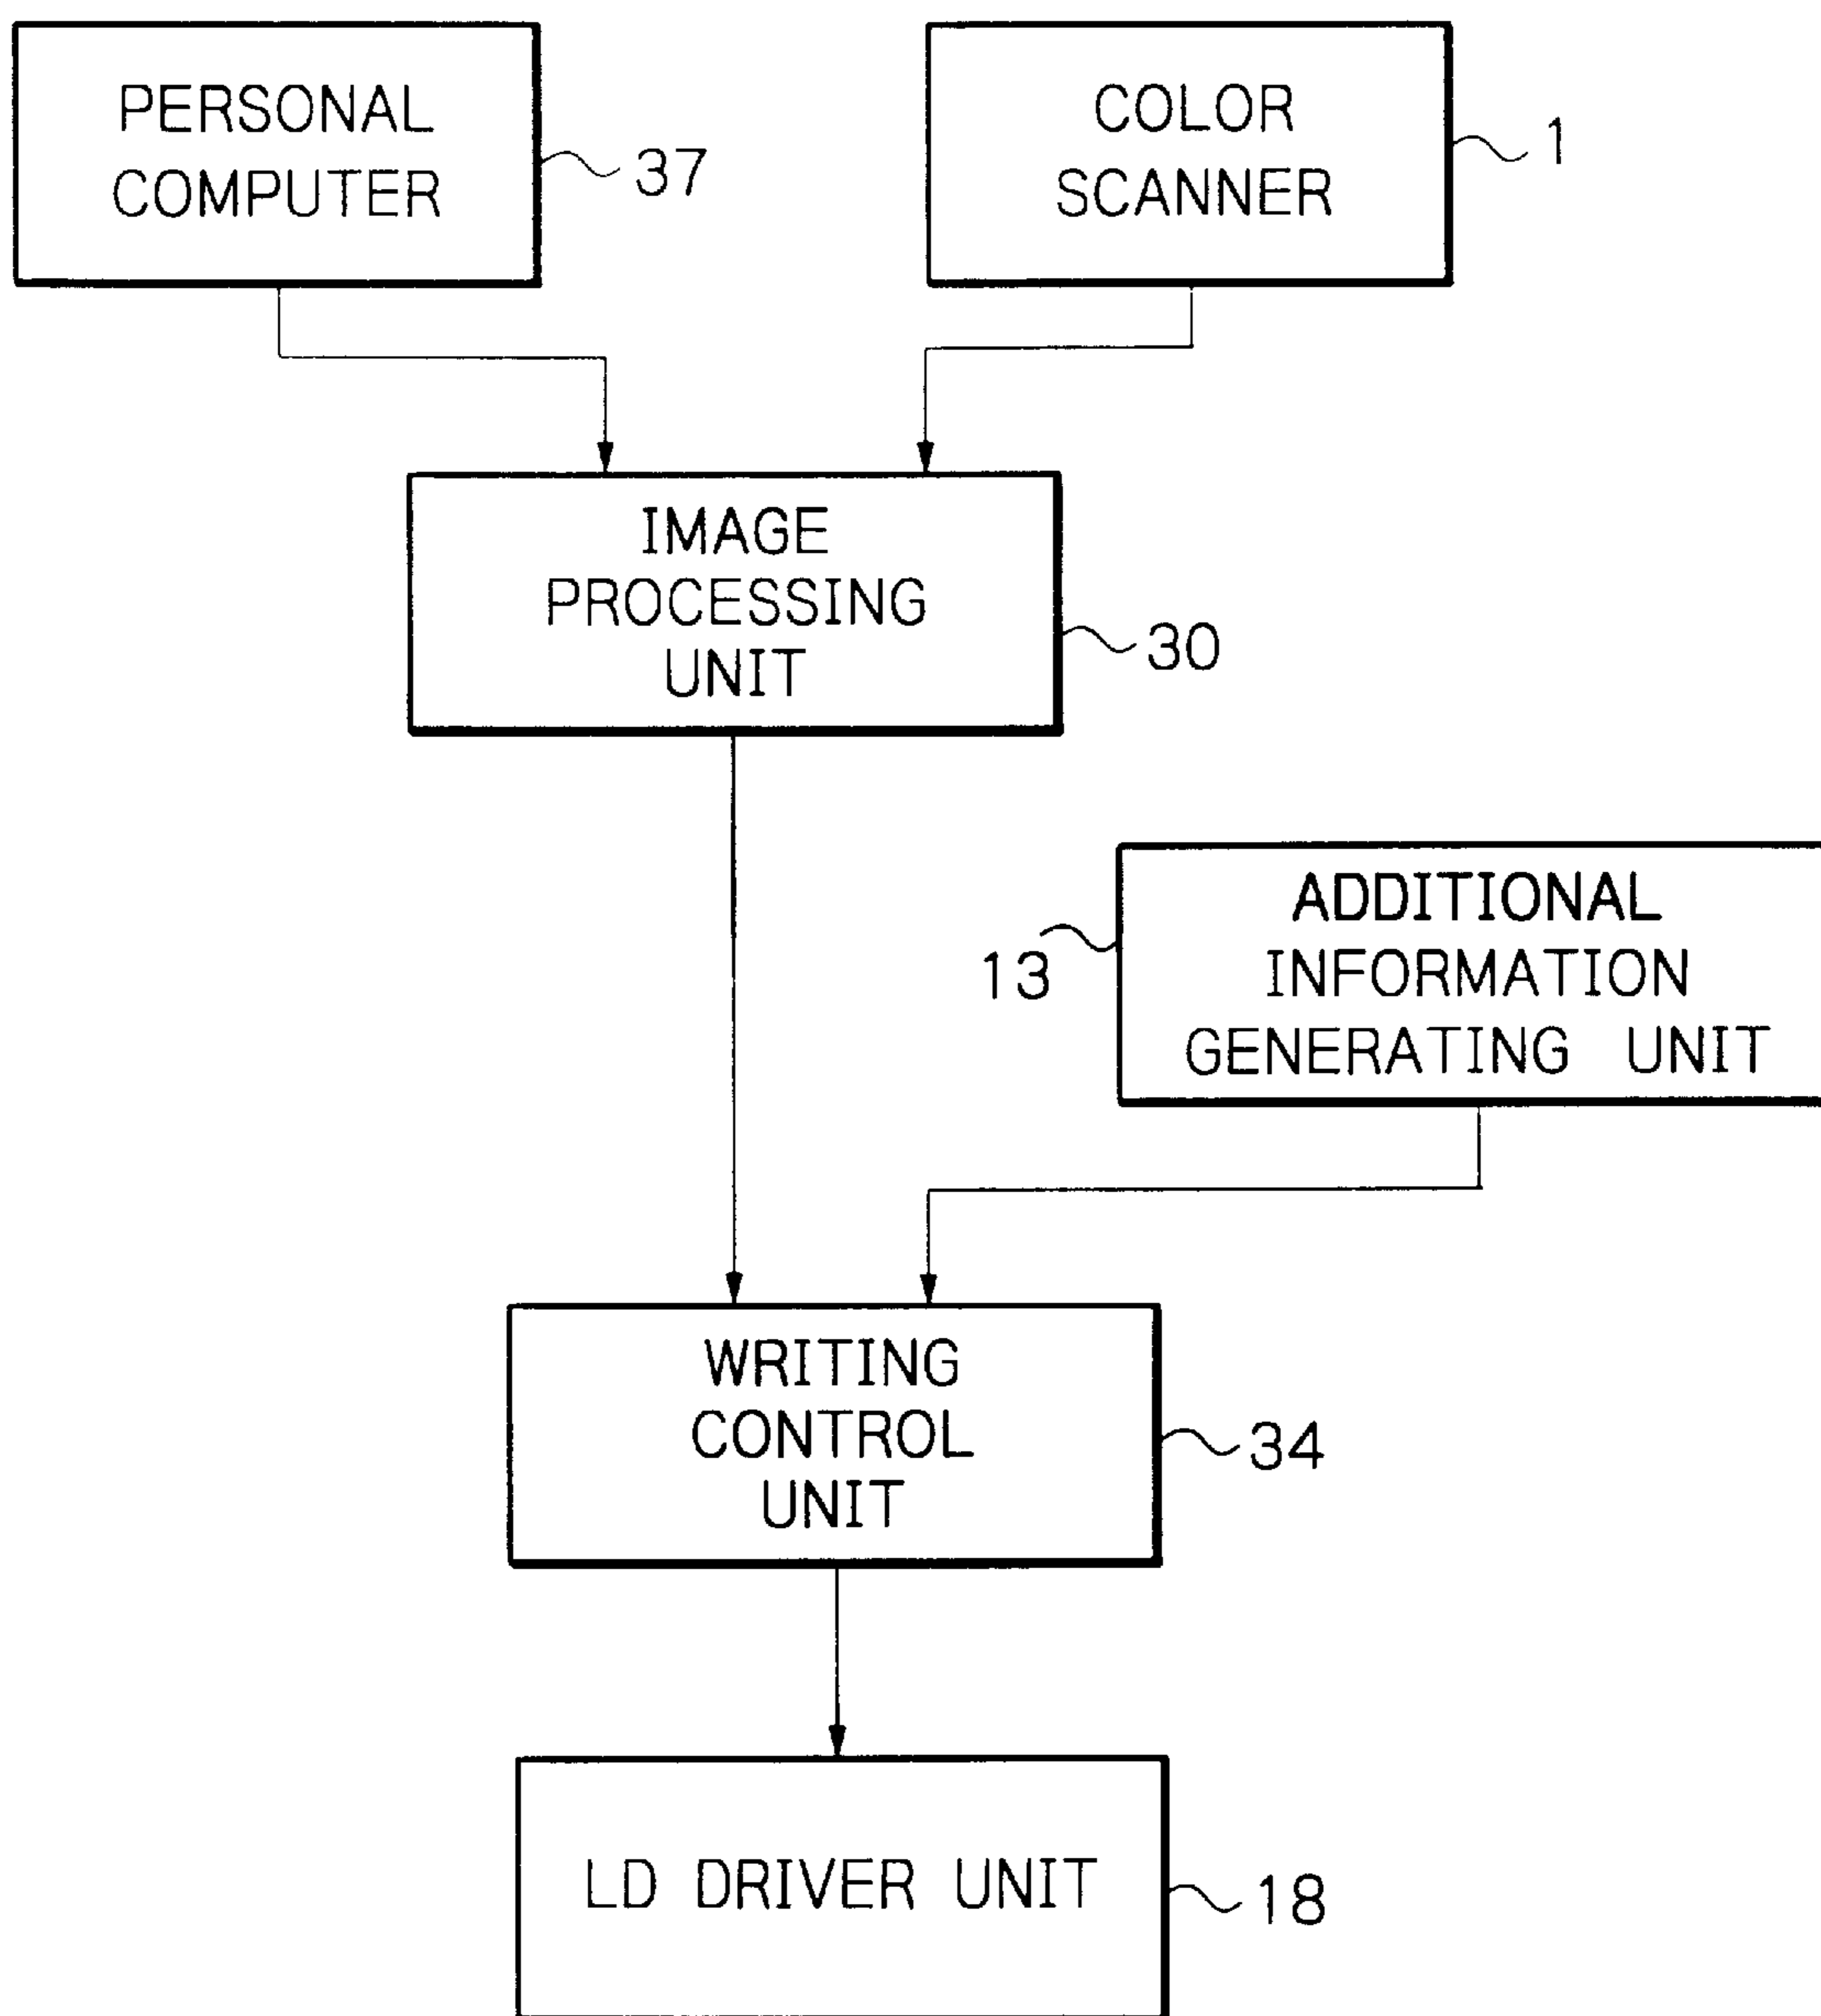 PERSONAL
COMPUTER
37
COLOR
SCANNER
1
IMAGE
PROCESSING
UNIT
30
ADDITIONAL
INFORMATION
GENERATING UNIT
13
WRITING
CONTROL
UNIT
34
LD DRIVER UNIT
18